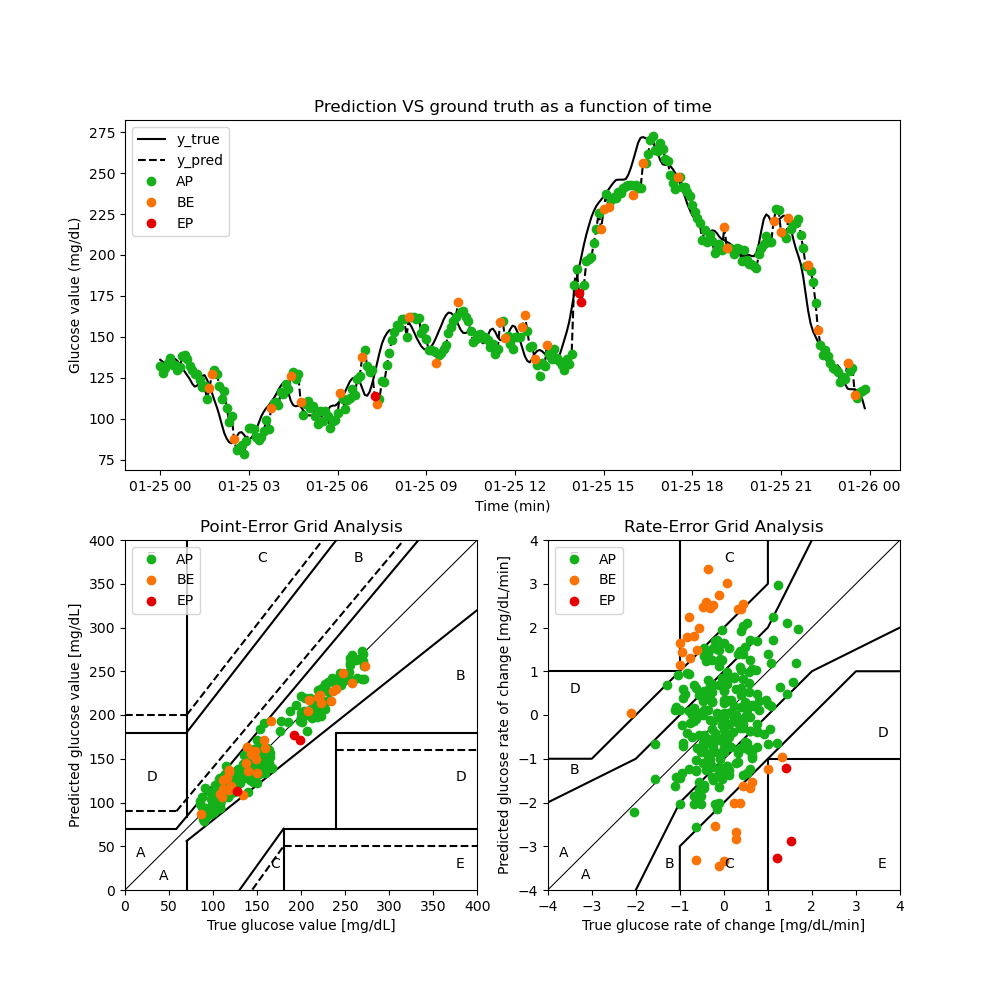 Prediction VS ground truth as a function of time
Glucose value (mg/dL)
275
250
225
200
175
150
125
100
75
y_true
y_pred
AP
BE
EP
01-25 00 01-25 03 01-25 06 01-25 09 01-25 12 01-25 15 01-25 18 01-25 21 01-26 00
Time (min)
Point-Error Grid Analysis
Predicted glucose value [mg/dL]
400
350
300
250
200
150
100
50
0
AP
BE
EP
C
B
B
D
D
A
A
C
E
0 50 100 150 200 250 300 350 400
True glucose value [mg/dL]
Rate-Error Grid Analysis
Predicted glucose rate of change [mg/dL/min]
4
3
2
1
0
−1
−2
−3
−4
AP
BE
EP
C
D
D
B
A
A
B
C
E
−4 −3 −2 −1 0 1 2 3 4
True glucose rate of change [mg/dL/min]